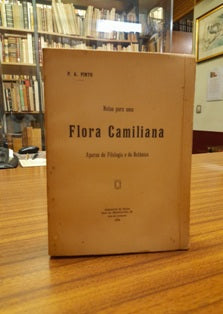 P. A. PINTO
Notas para uma
Flora Camiliana
Apuros de Filologia e de Botânica